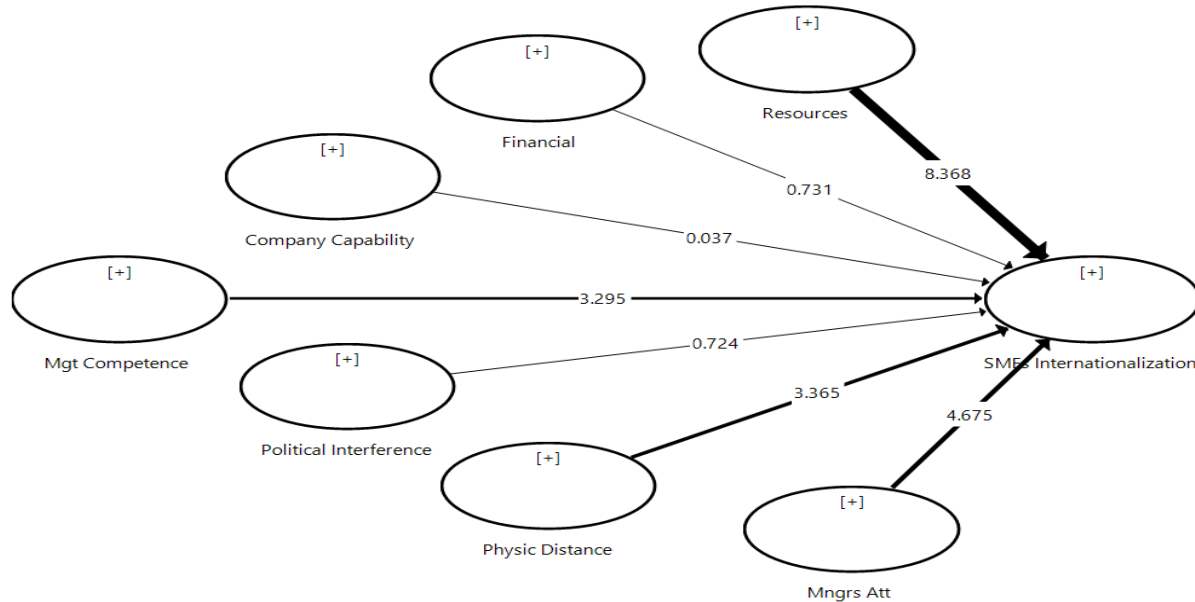 [+]
Resources
[+]
Financial
8.368
0.731
[+]
Company Capability
0.037
[+]
Mgt Competence
3.295
[+]
SMEs Internationalization
[+]
Political Interference
0.724
3.365
4.675
[+]
Physic Distance
[+]
Mngrs Att